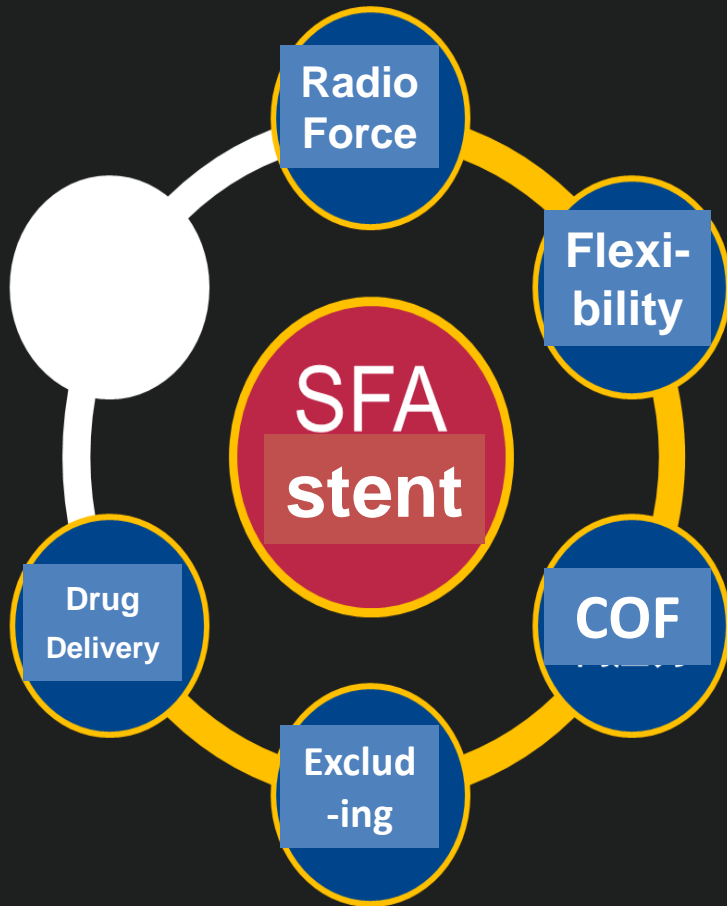 Radio
Force
Flexi-
bility
SFA
stent
COF
Drug
Delivery
Exclud
-ing